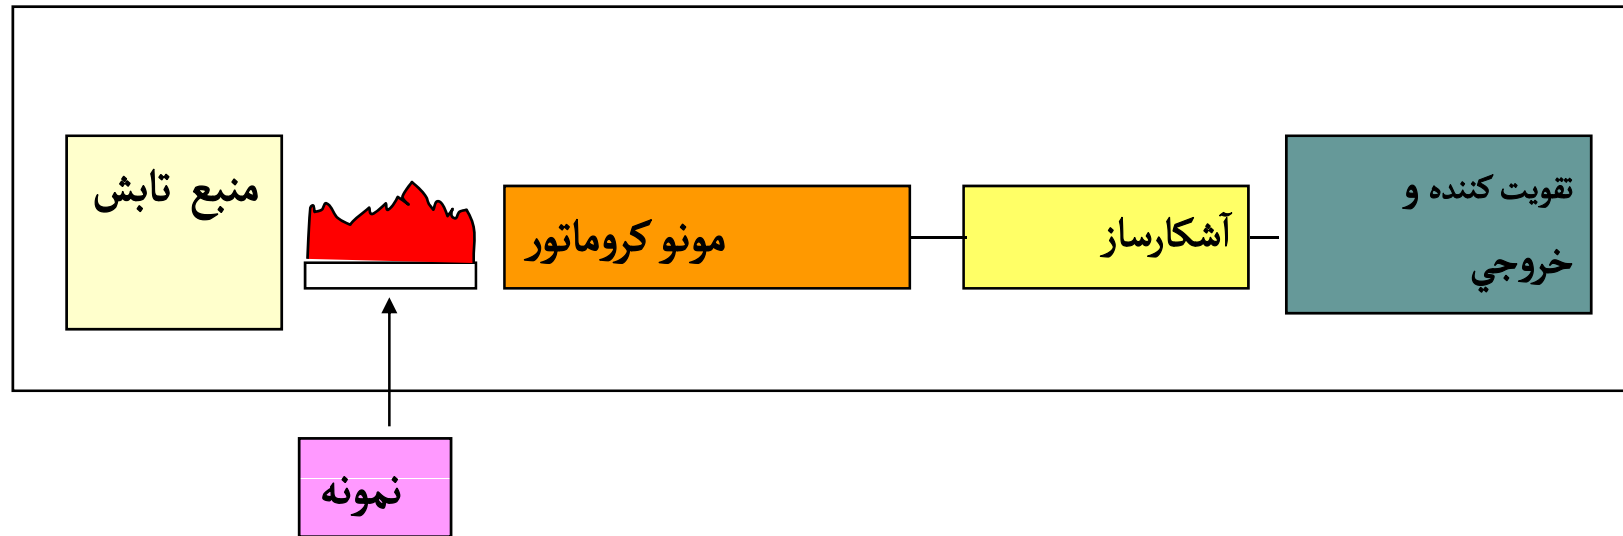 منبع تابش
مونو کروماتور
آشکارساز
تقويت کننده و
خروجي
نمونه